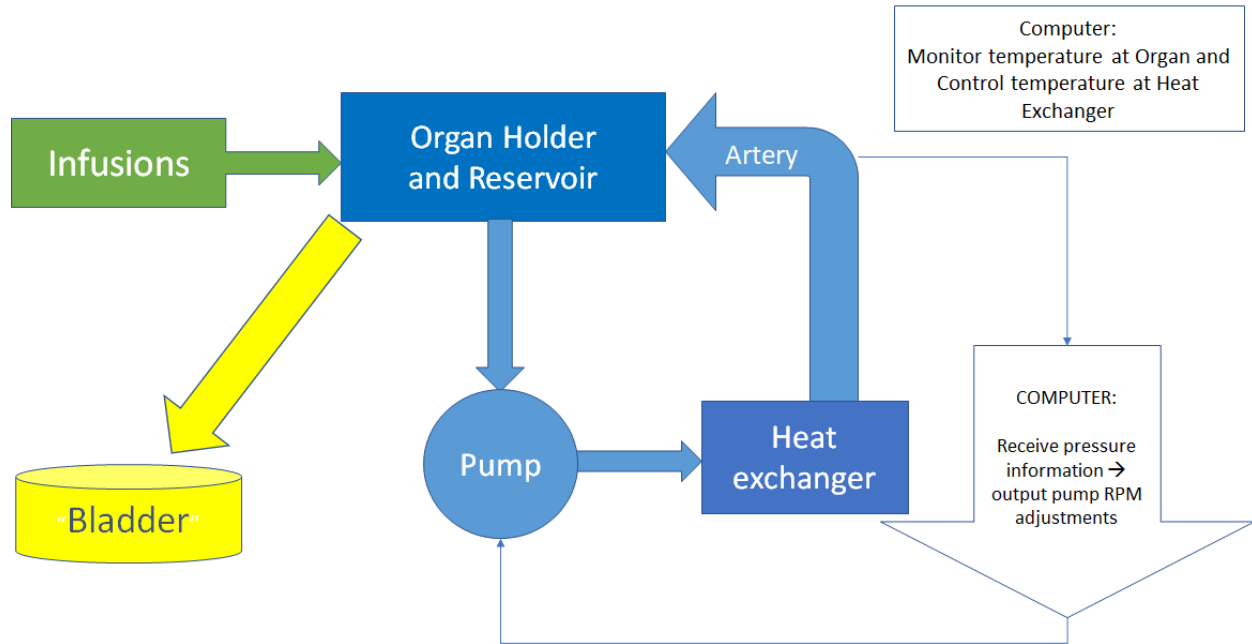 Computer:
Monitor temperature at Organ and
Control temperature at Heat
Exchanger
Infusions
Organ Holder
and Reservoir
Artery
"Bladder"
Pump
Heat
exchanger
COMPUTER:
Receive pressure
information →
output pump RPM
adjustments